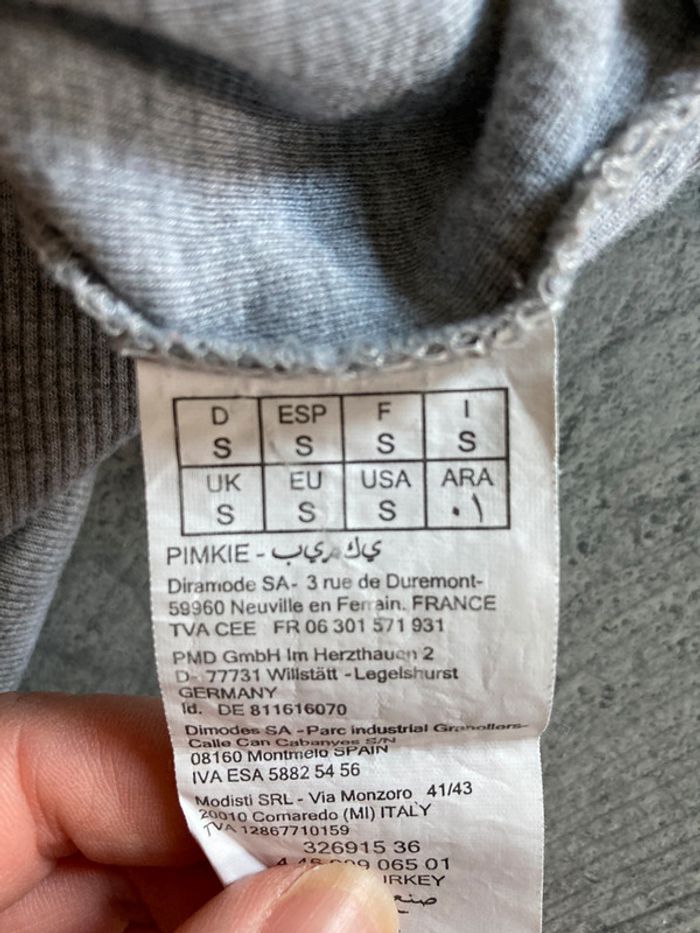 D ESP F I
S S S S
UK EU USA ARA
S S S ٠١
PIMKIE -
Diramode SA- 3 rue de Duremont-
59960 Neuville en Ferrain. FRANCE
TVA CEE FR 06 301 571 931
PMD GmbH Im Herzthauen 2
D- 77731 Willstätt -Legelshurst
GERMANY
Id. DE 811616070
Dimodes SA -Parc industrial Granollers-
Calle Can Cabanyes S/N
08160 Montmelo SPAIN
IVA ESA 5882 54 56
Modisti SRL - Via Monzoro 41/43
20010 Cornaredo (MI) ITALY
TVA 12867710159
326915 36
065 01